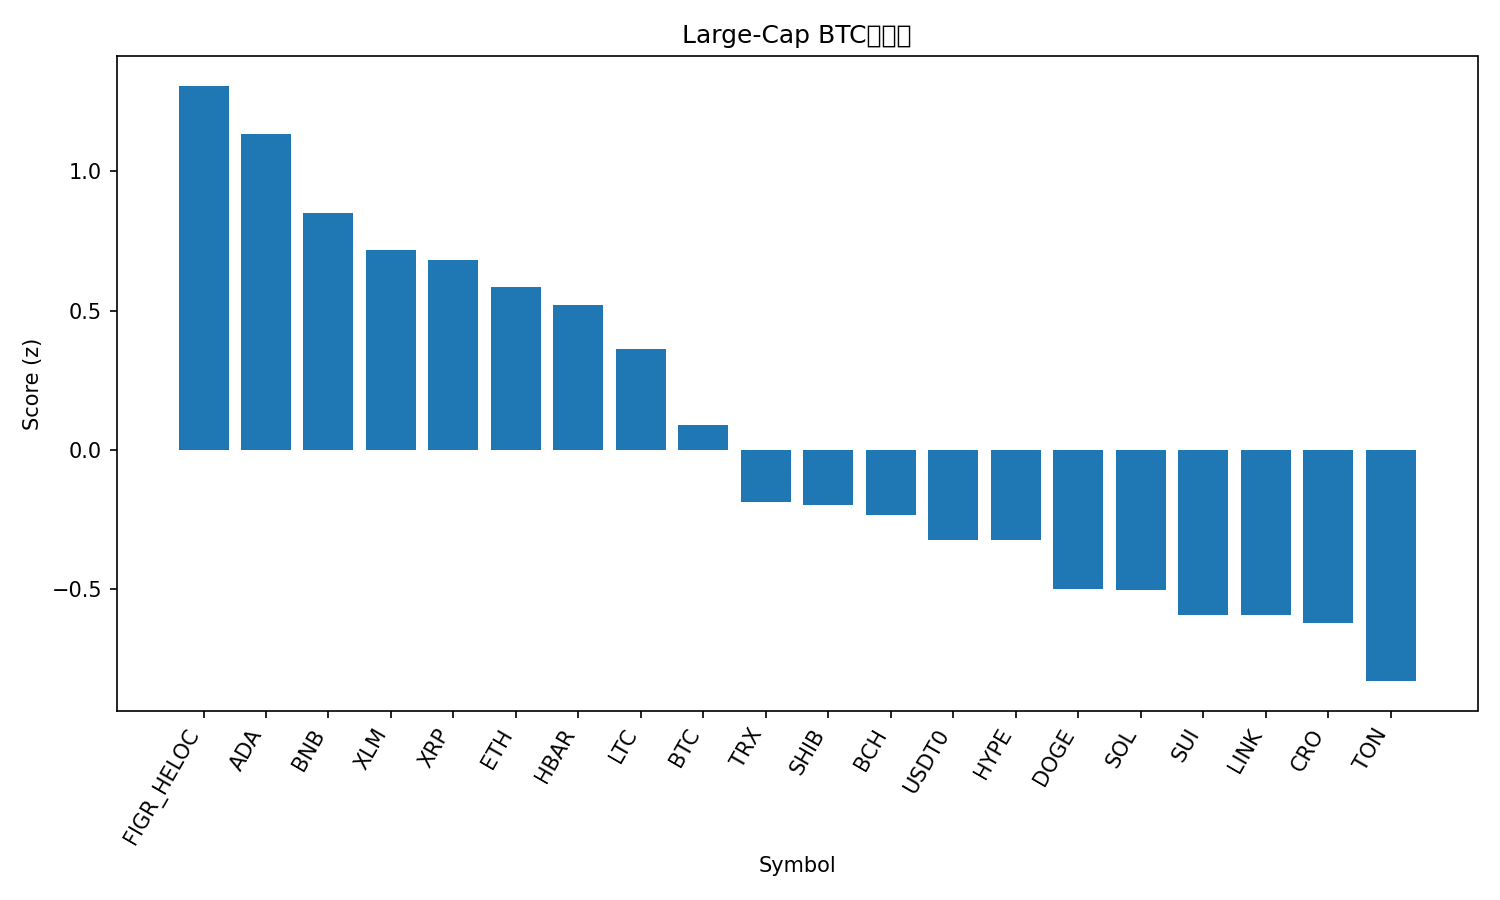 Large-Cap BTC
Score (z)
1.0
0.5
0.0
−0.5
FIGR_HELOC
ADA
BNB
XLM
XRP
ETH
HBAR
LTC
BTC
TRX
SHIB
BCH
USDT0
HYPE
DOGE
SOL
SUI
LINK
CRO
TON
Symbol